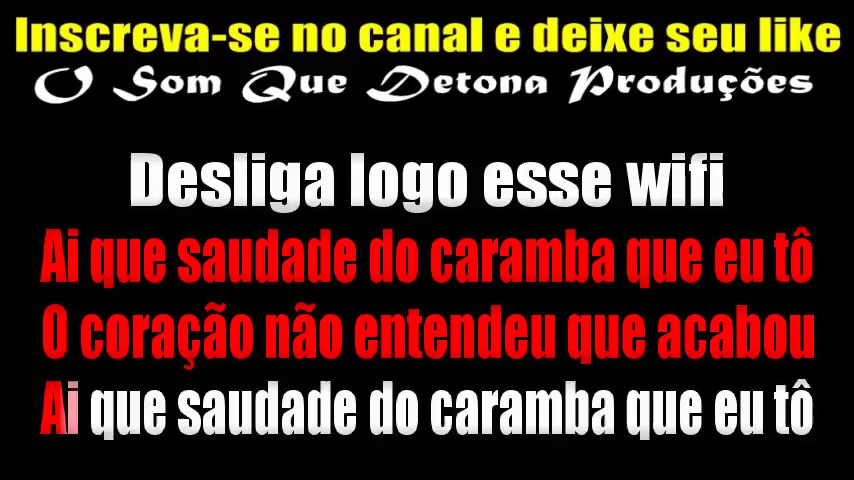 Inscreva-se no canal e deixe seu like
O Som Que Detona Produções
Desliga logo esse wifi
Ai que saudade do caramba que eu tô
O coração não entendeu que acabou
Ai que saudade do caramba que eu tô